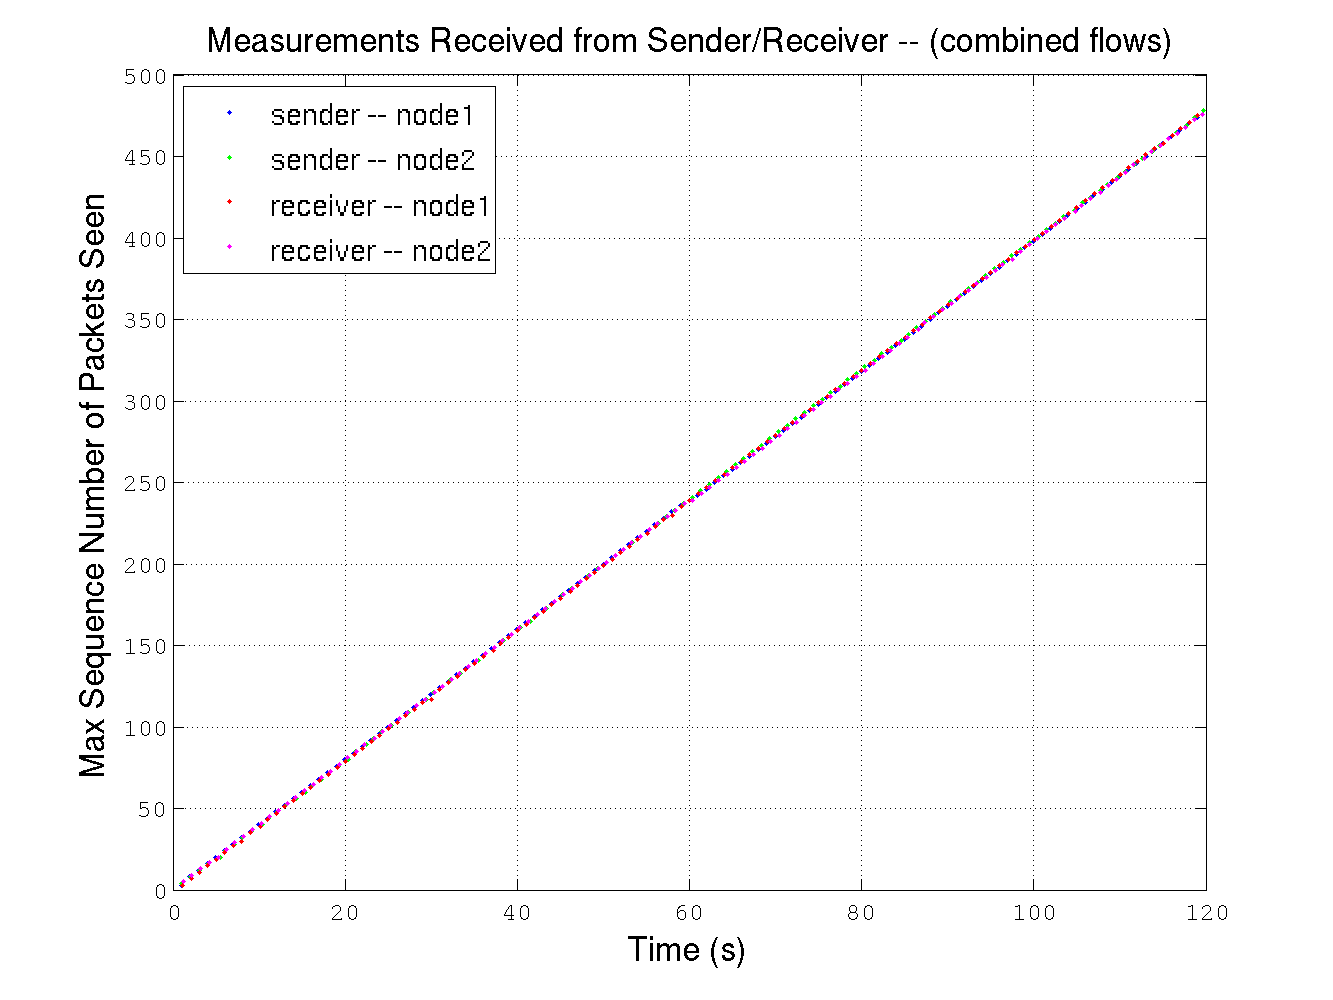 Measurements Received from Sender/Receiver -- (combined flows)
500
450
400
350
300
250
200
150
100
50
0
sender -- node1
sender -- node2
receiver -- node1
receiver -- node2
Max Sequence Number of Packets Seen
0 20 40 60 80 100 120
Time (s)